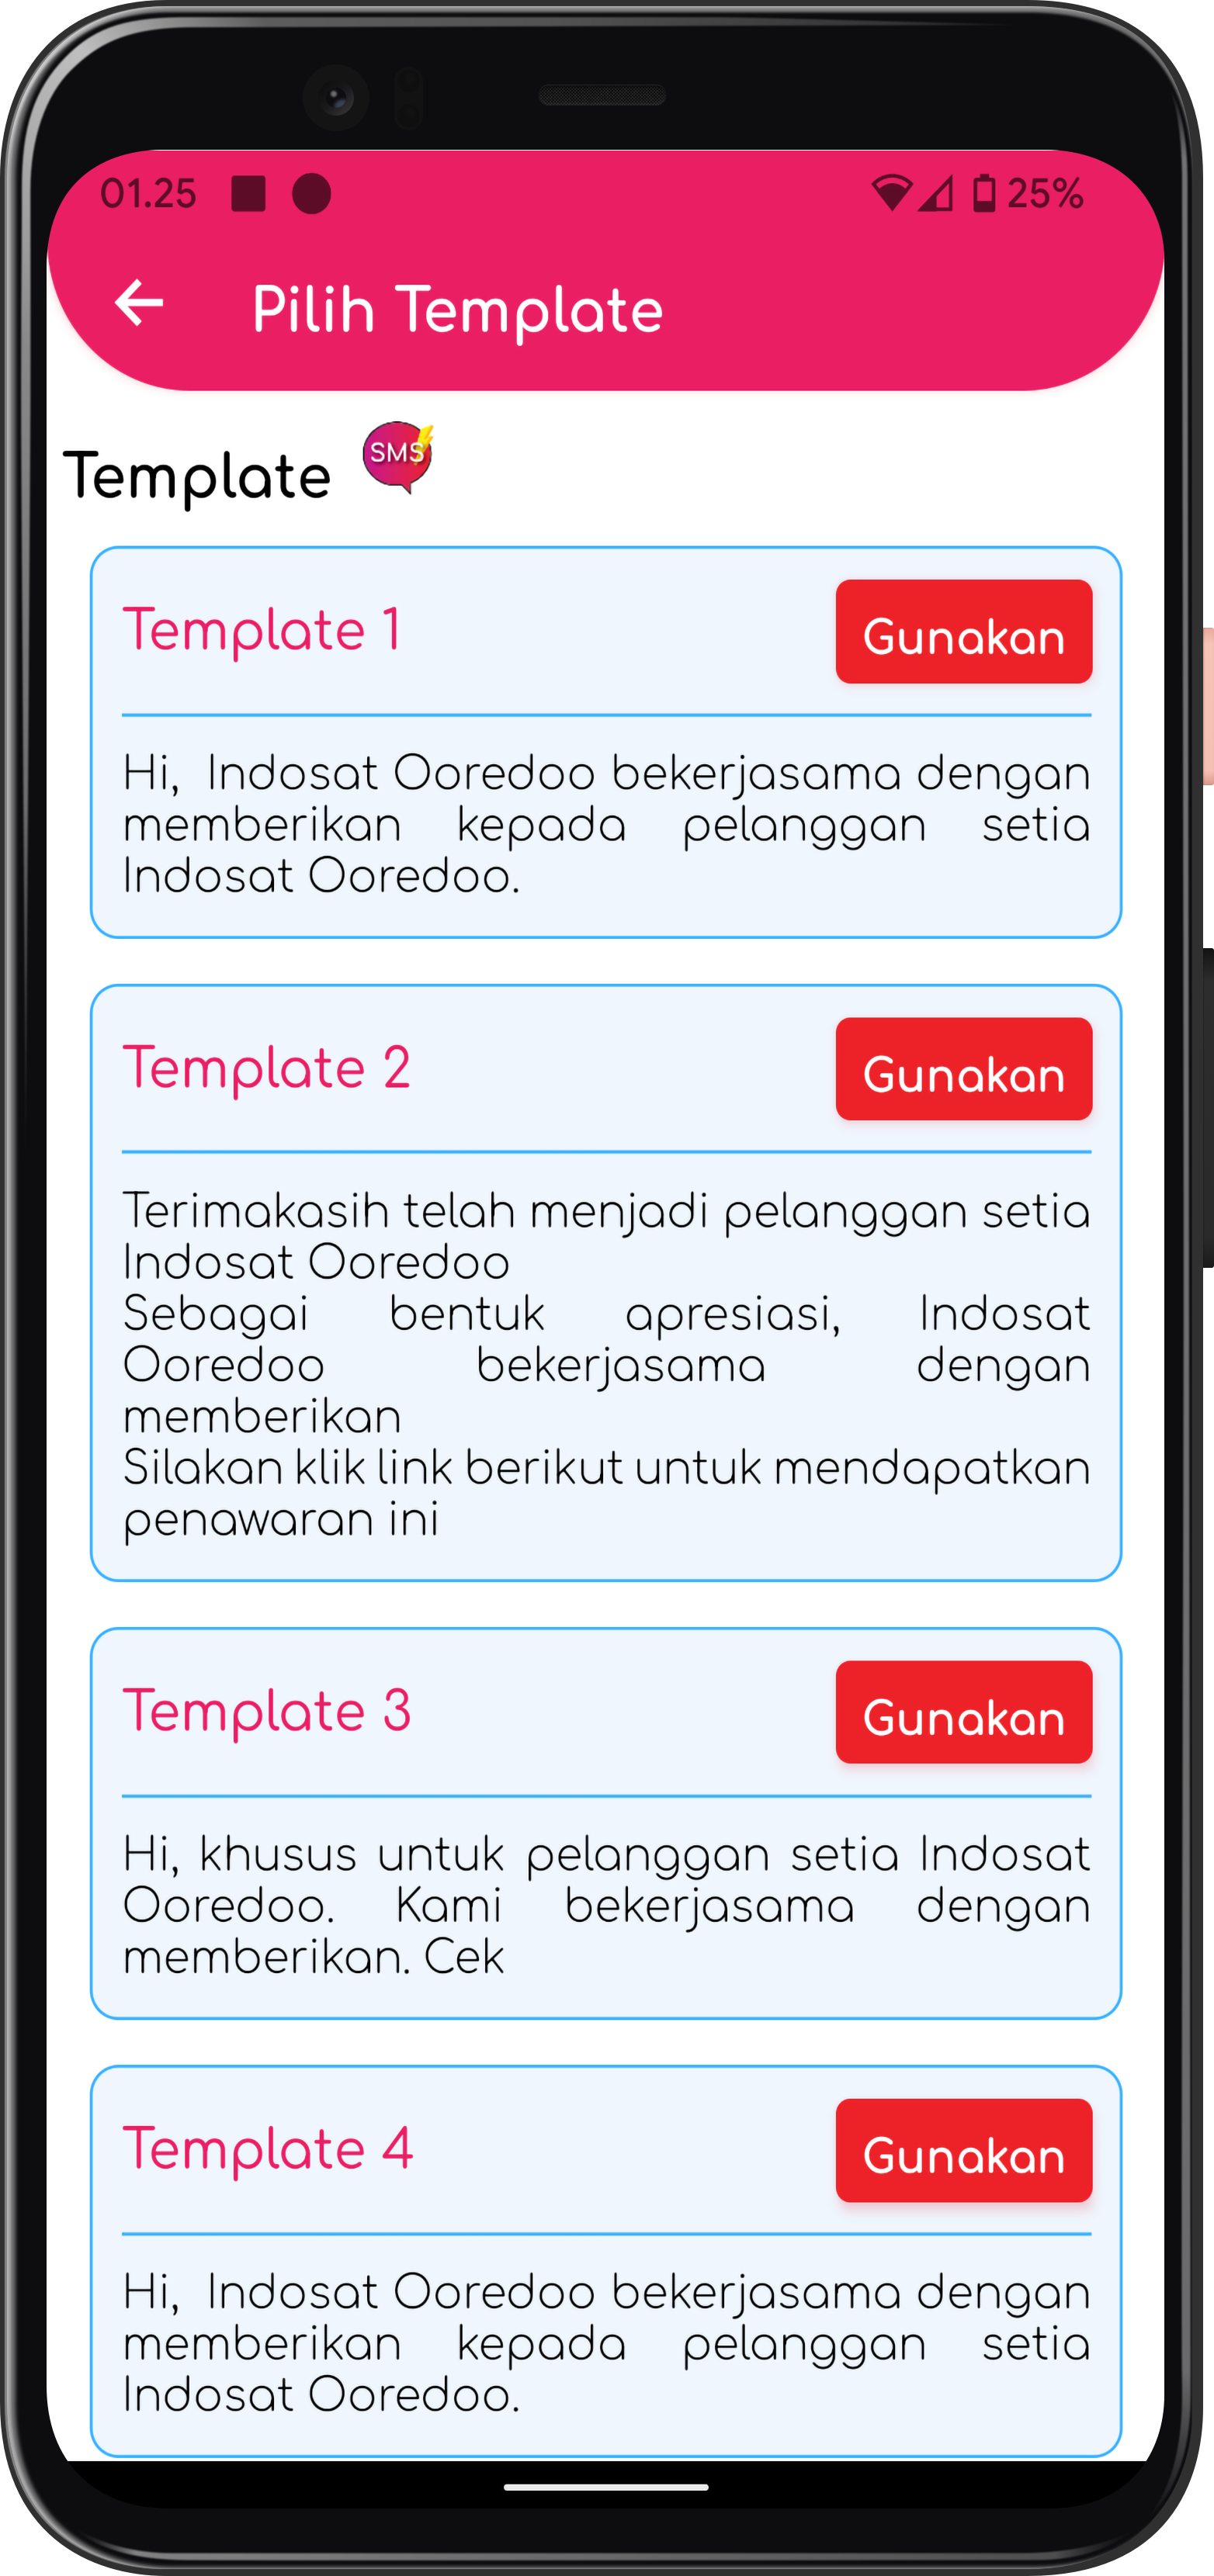 01.25 25%
Pilih Template
Template SMS
Template 1 Gunakan
Hi, Indosat Ooredoo bekerjasama dengan
memberikan kepada pelanggan setia
Indosat Ooredoo.
Template 2 Gunakan
Terimakasih telah menjadi pelanggan setia
Indosat Ooredoo
Sebagai bentuk apresiasi, Indosat
Ooredoo bekerjasama dengan
memberikan
Silakan klik link berikut untuk mendapatkan
penawaran ini
Template 3 Gunakan
Hi, khusus untuk pelanggan setia Indosat
Ooredoo. Kami bekerjasama dengan
memberikan. Cek
Template 4 Gunakan
Hi, Indosat Ooredoo bekerjasama dengan
memberikan kepada pelanggan setia
Indosat Ooredoo.